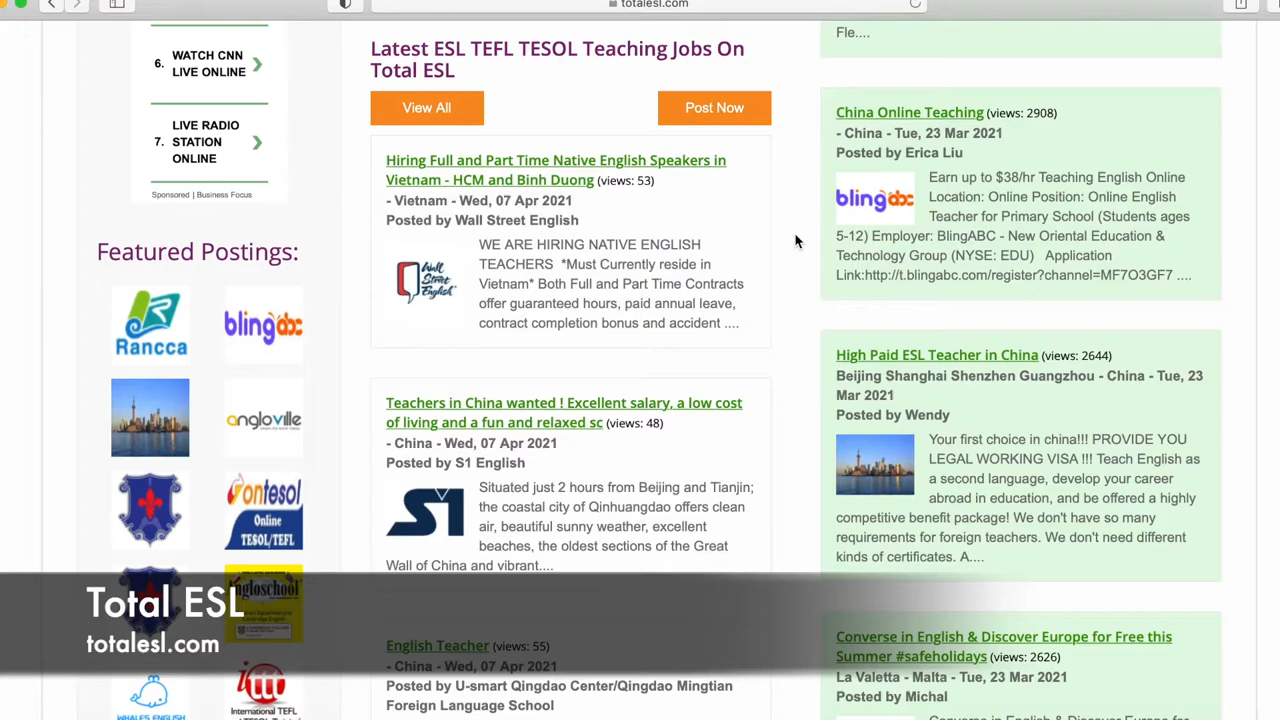 totalesl.com
6. WATCH CNN
LIVE ONLINE
7. LIVE RADIO
STATION
ONLINE
Sponsored | Business Focus
Featured Postings:
Rancca
blingabc
angloville
ontesol
Online
TESOL/TEFL
Angloschool
WHALES ENGLISH
ittt
International TEFL
Latest ESL TEFL TESOL Teaching Jobs On
Total ESL
View All
Post Now
Hiring Full and Part Time Native English Speakers in
Vietnam - HCM and Binh Duong (views: 53)
- Vietnam - Wed, 07 Apr 2021
Posted by Wall Street English
Wall
Street
English
WE ARE HIRING NATIVE ENGLISH
TEACHERS *Must Currently reside in
Vietnam* Both Full and Part Time Contracts
offer guaranteed hours, paid annual leave,
contract completion bonus and accident ....
Teachers in China wanted ! Excellent salary, a low cost
of living and a fun and relaxed sc (views: 48)
- China - Wed, 07 Apr 2021
Posted by S1 English
S1
Situated just 2 hours from Beijing and Tianjin;
the coastal city of Qinhuangdao offers clean
air, beautiful sunny weather, excellent
beaches, the oldest sections of the Great
Wall of China and vibrant....
English Teacher (views: 55)
- China - Wed, 07 Apr 2021
Posted by U-smart Qingdao Center/Qingdao Mingtian
Foreign Language School
Fle....
China Online Teaching (views: 2908)
- China - Tue, 23 Mar 2021
Posted by Erica Liu
blingabc
Earn up to $38/hr Teaching English Online
Location: Online Position: Online English
Teacher for Primary School (Students ages
5-12) Employer: BlingABC - New Oriental Education &
Technology Group (NYSE: EDU) Application
Link:http://t.blingabc.com/register?channel=MF7O3GF7 ....
High Paid ESL Teacher in China (views: 2644)
Beijing Shanghai Shenzhen Guangzhou - China - Tue, 23
Mar 2021
Posted by Wendy
Your first choice in china!!! PROVIDE YOU
LEGAL WORKING VISA !!! Teach English as
a second language, develop your career
abroad in education, and be offered a highly
competitive benefit package! We don't have so many
requirements for foreign teachers. We don't need different
kinds of certificates. A....
Converse in English & Discover Europe for Free this
Summer #safeholidays (views: 2626)
La Valetta - Malta - Tue, 23 Mar 2021
Posted by Michal
Total ESL
totalesl.com